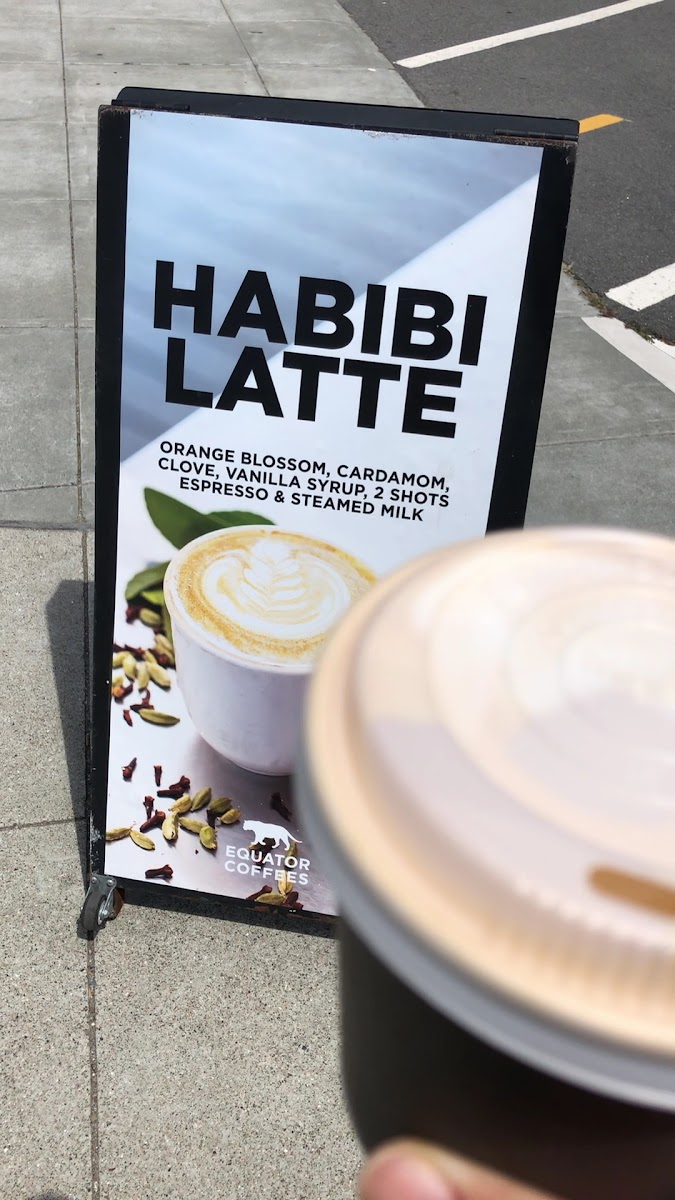 HABIBI
LATTE
ORANGE BLOSSOM, CARDAMOM,
CLOVE, VANILLA SYRUP, 2 SHOTS
ESPRESSO & STEAMED MILK
EQUATOR
COFFEES